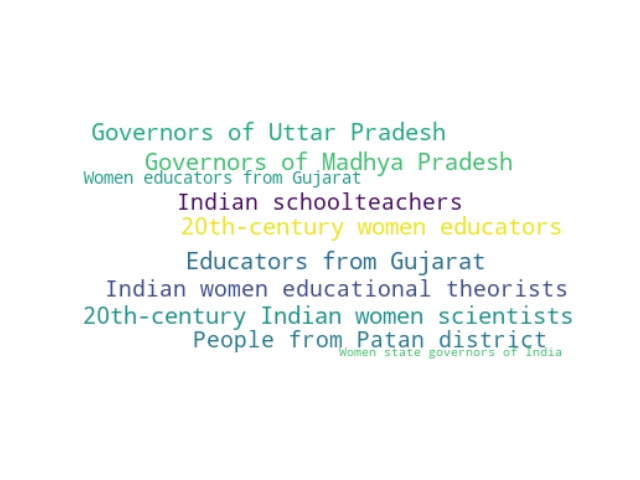 Governors of Uttar Pradesh
Governors of Madhya Pradesh
Women educators from Gujarat
Indian schoolteachers
20th-century women educators
Educators from Gujarat
Indian women educational theorists
20th-century Indian women scientists
People from Patan district
Women state governors of India